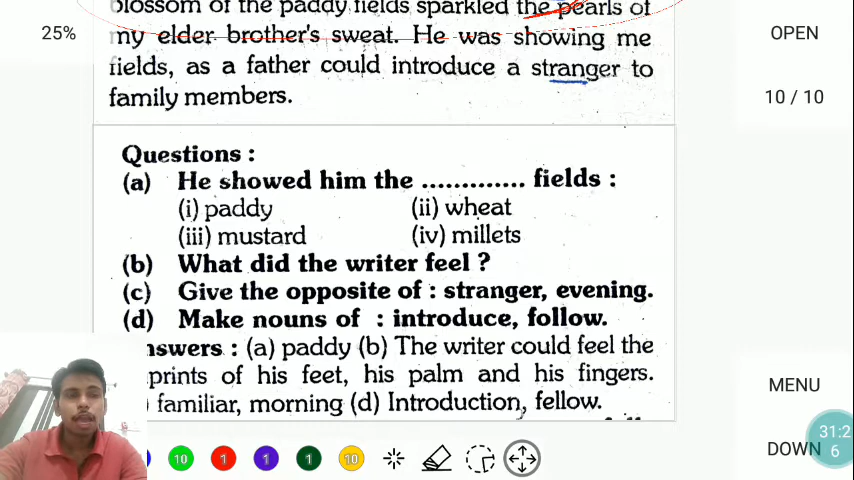 blossom of the paddy fields sparkled the pearls of
my elder brother's sweat. He was showing me
fields, as a father could introduce a stranger to
family members.
Questions :
(a) He showed him the ............. fields :
(i) paddy (ii) wheat
(iii) mustard (iv) millets
(b) What did the writer feel ?
(c) Give the opposite of : stranger, evening.
(d) Make nouns of : introduce, follow.
nswers : (a) paddy (b) The writer could feel the
prints of his feet, his palm and his fingers.
) familiar, morning (d) Introduction, fellow.
25%
OPEN
10 / 10
MENU
DOWN
31:2
6
10 1 1 1 10